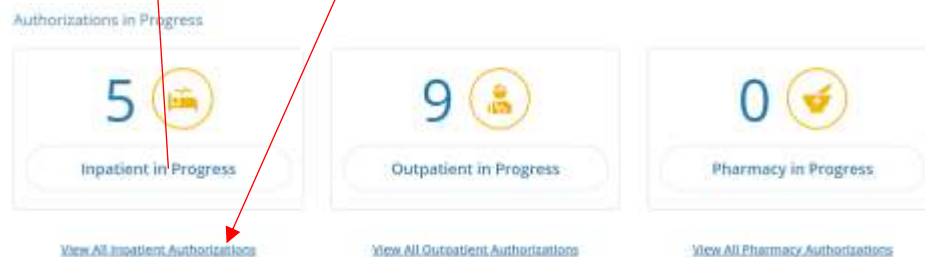 Authorizations in Progress
5 9 0
Inpatient in Progress Outpatient in Progress Pharmacy in Progress
View All Inpatient Authorizations View All Outpatient Authorizations View All Pharmacy Authorizations